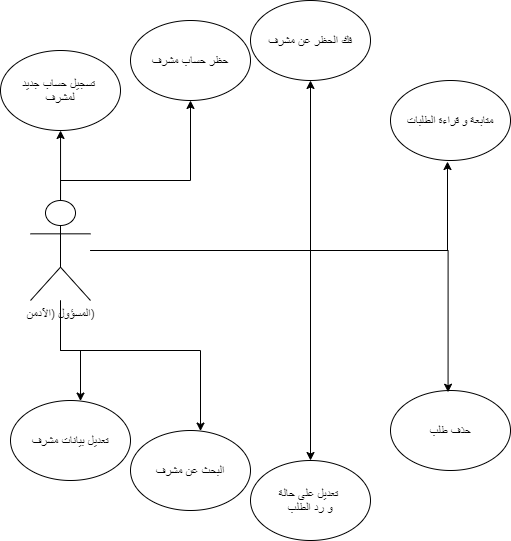 فك الحظر عن مشرف
حظر حساب مشرف
تسجيل حساب جديد
لمشرف
متابعة و قراءة الطلبات
المسؤول (الآدمن)
تعديل بيانات مشرف
البحث عن مشرف
حذف طلب
تعديل على حالة
و رد الطلب